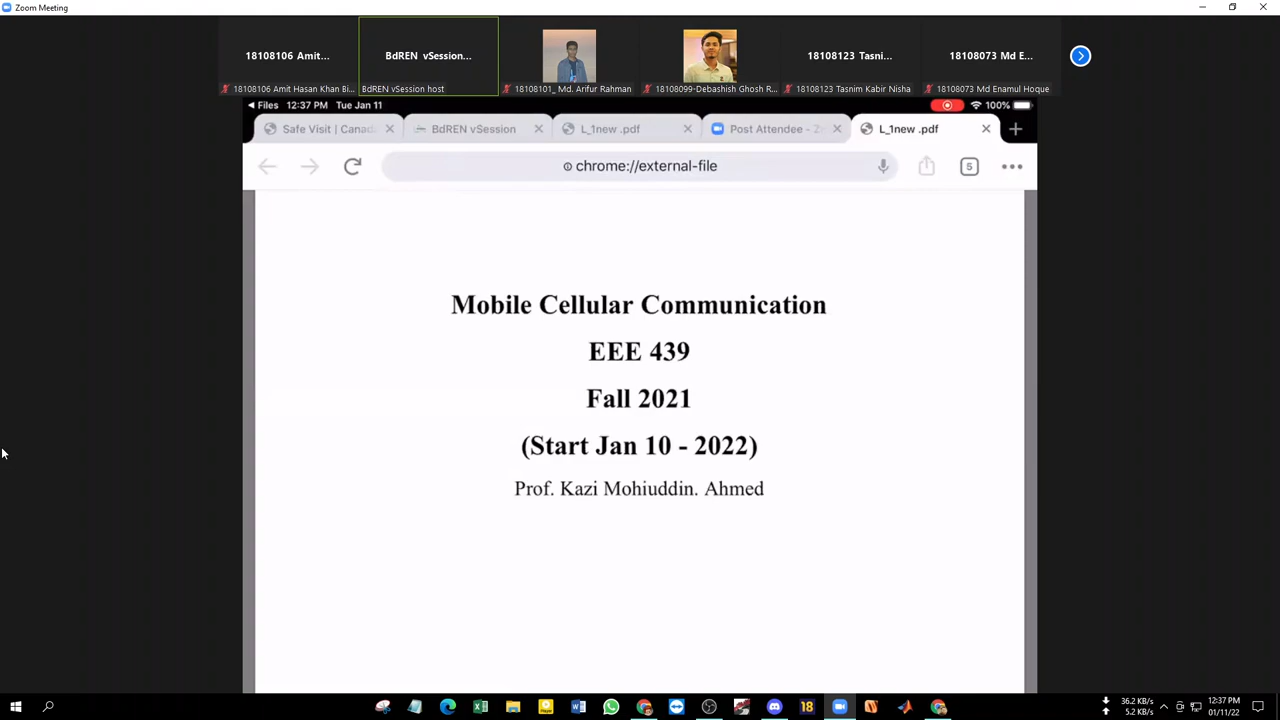 Zoom Meeting
18108106 Amit...
BdREN vSession...
18108123 Tasni...
18108073 Md E...
18108106 Amit Hasan Khan Bi...
BdREN vSession host
18108101_ Md. Arifur Rahman
18108099-Debashish Ghosh R...
18108123 Tasnim Kabir Nisha
18108073 Md Enamul Hoque
Files 12:37 PM Tue Jan 11
100%
Safe Visit | Canad
BdREN vSession
L_1new .pdf
Post Attendee - Z
L_1new .pdf
chrome://external-file
5
Mobile Cellular Communication
EEE 439
Fall 2021
(Start Jan 10 - 2022)
Prof. Kazi Mohiuddin. Ahmed
18
36.2 KB/s
5.2 KB/s
12:37 PM
01/11/22